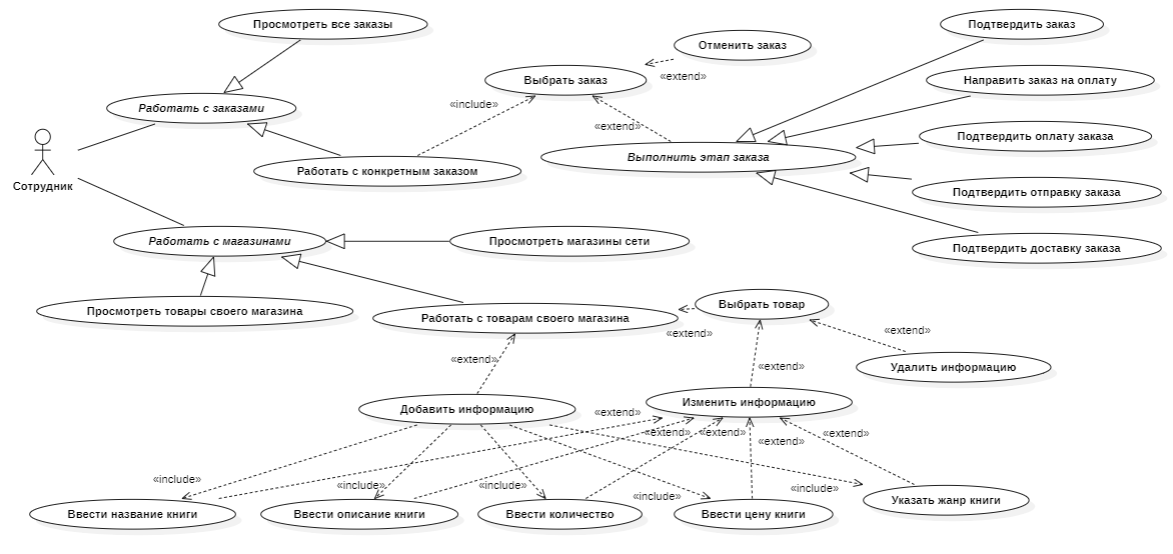 Просмотреть все заказы
Подтвердить заказ
Отменить заказ
«extend»
Выбрать заказ
Направить заказ на оплату
Работать с заказами
«include»
«extend»
Подтвердить оплату заказа
Сотрудник
Работать с конкретным заказом
Выполнить этап заказа
Подтвердить отправку заказа
Работать с магазинами
Просмотреть магазины сети
Подтвердить доставку заказа
Просмотреть товары своего магазина
Работать с товарам своего магазина
Выбрать товар
«extend»
«extend»
«extend»
«extend»
Удалить информацию
Добавить информацию
Изменить информацию
«extend»
«extend»
«extend»
«extend»
«extend»
«include»
«include»
«include»
«include»
«include»
Ввести название книги
Ввести описание книги
Ввести количество
Ввести цену книги
Указать жанр книги